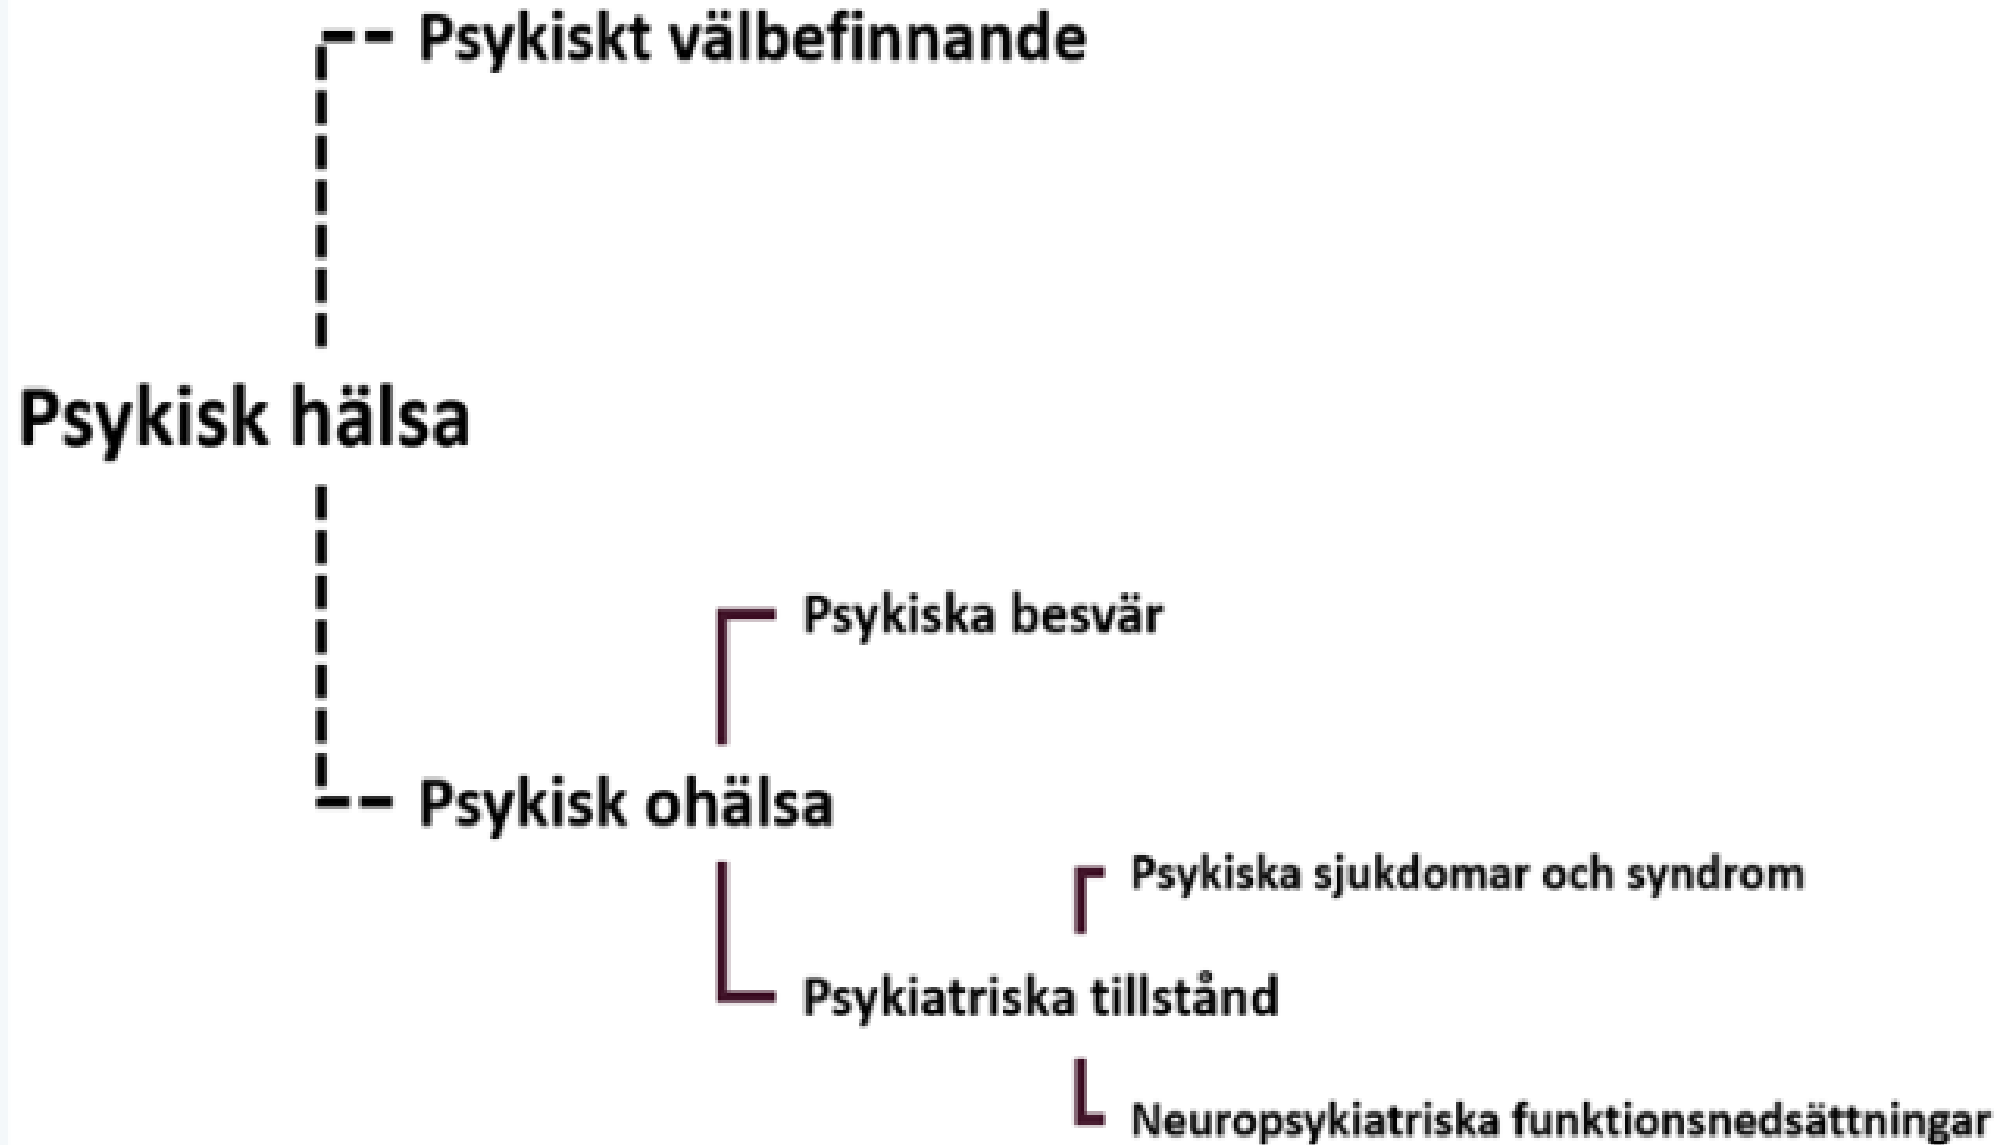 Psykiskt välbefinnande
Psykisk hälsa
Psykiska besvär
Psykisk ohälsa
Psykiska sjukdomar och syndrom
Psykiatriska tillstånd
Neuropsykiatriska funktionsnedsättningar